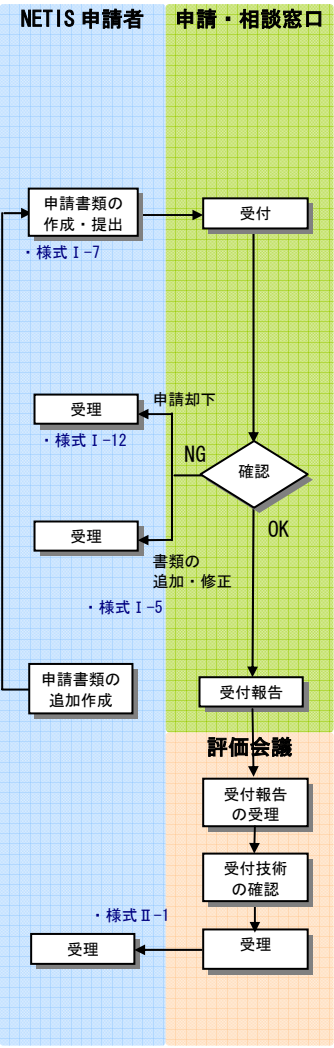 NETIS 申請者
申請・相談窓口
申請書類の
作成・提出
受付
・様式Ⅰ-7
申請却下
受理
・様式Ⅰ-12
NG
確認
受理
OK
書類の
追加・修正
・様式Ⅰ-5
申請書類の
追加作成
受付報告
評価会議
受付報告
の受理
受付技術
の確認
・様式Ⅱ-1
受理
受理